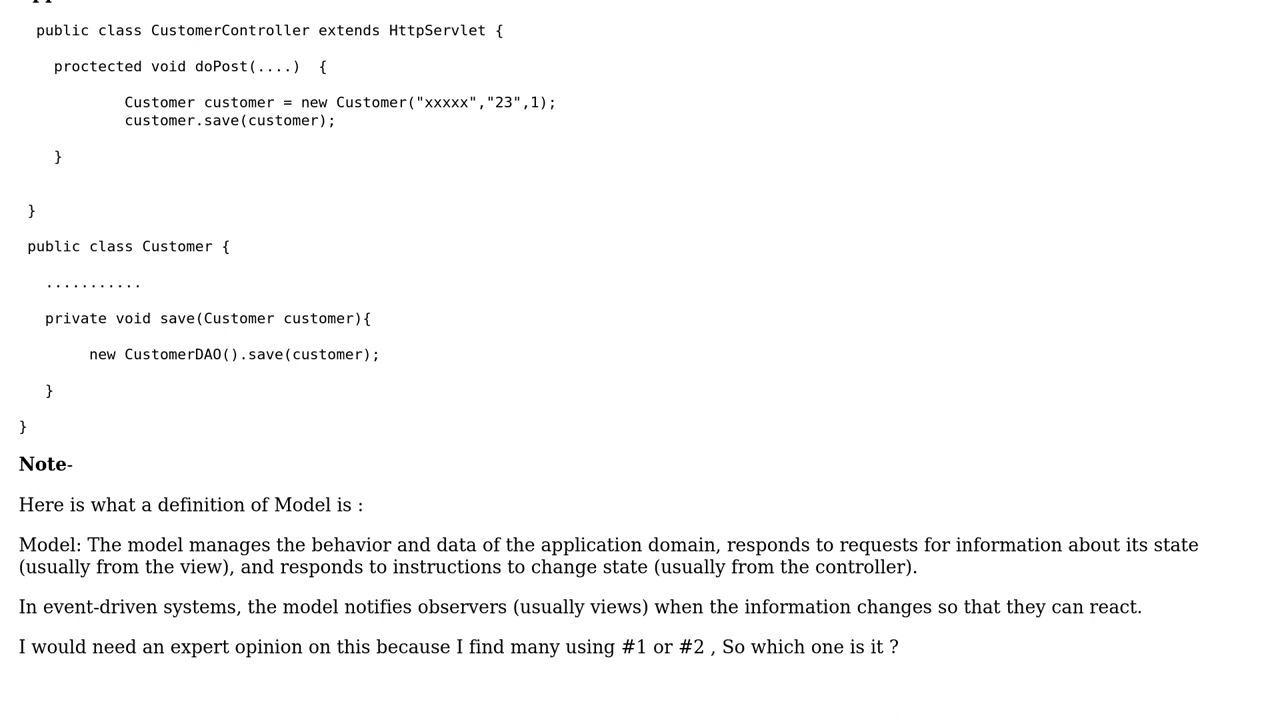 public class CustomerController extends HttpServlet {
proctected void doPost(....)  {
Customer customer = new Customer("xxxxx","23",1);
customer.save(customer);
}
}
public class Customer {
...........
private void save(Customer customer){
new CustomerDAO().save(customer);
}
}
Note-
Here is what a definition of Model is :
Model: The model manages the behavior and data of the application domain, responds to requests for information about its state
(usually from the view), and responds to instructions to change state (usually from the controller).
In event-driven systems, the model notifies observers (usually views) when the information changes so that they can react.
I would need an expert opinion on this because I find many using #1 or #2 , So which one is it ?